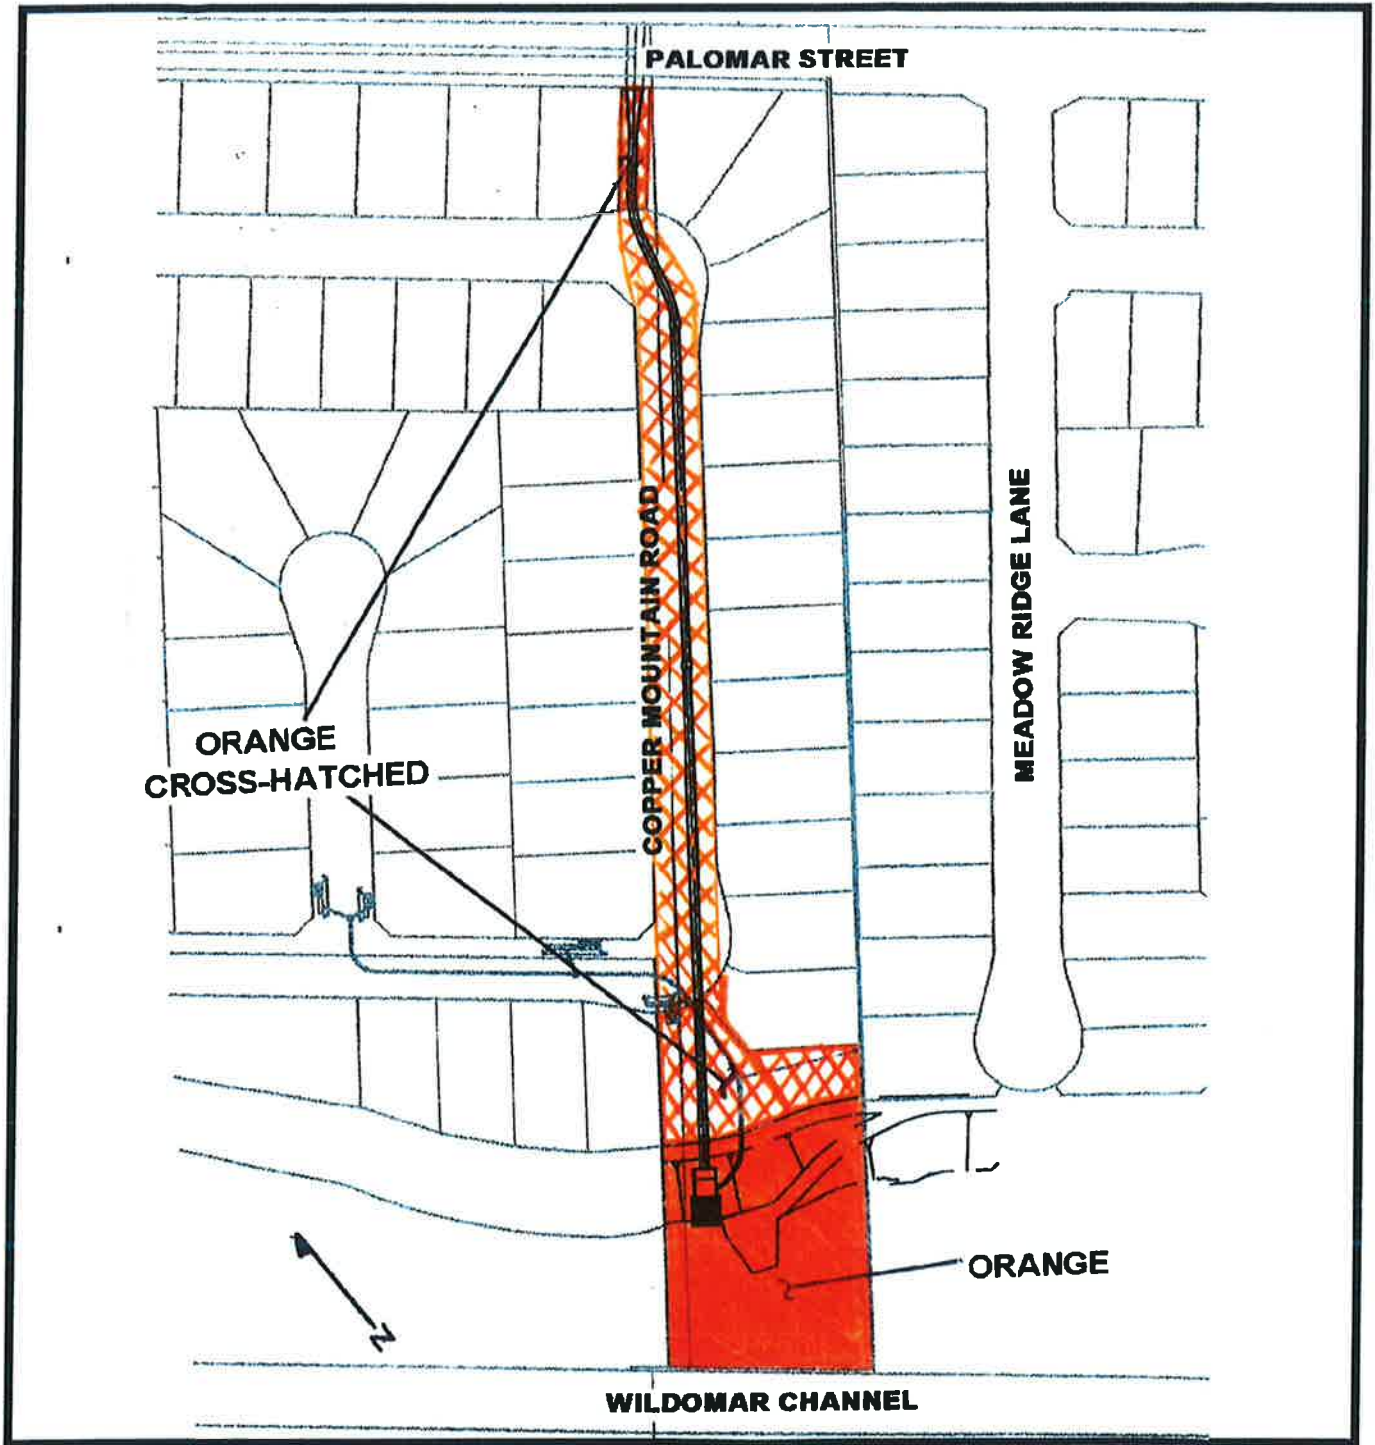 PALOMAR STREET
COPPER MOUNTAIN ROAD
MEADOW RIDGE LANE
ORANGE
CROSS-HATCHED
ORANGE
N
WILDOMAR CHANNEL